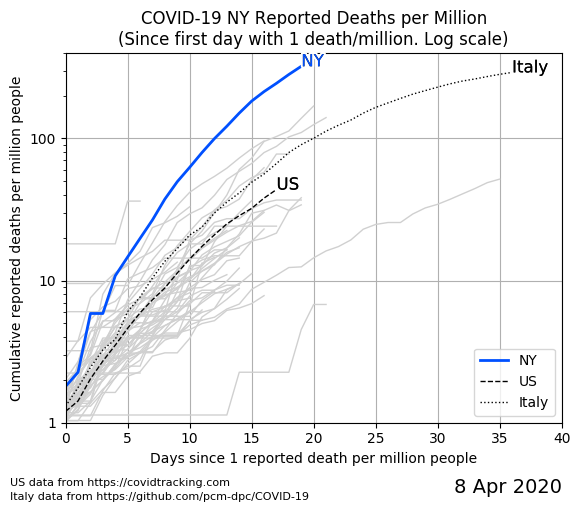 COVID-19 NY Reported Deaths per Million
(Since first day with 1 death/million. Log scale)
Cumulative reported deaths per million people
100
10
1
NY
Italy
US
NY
US
Italy
0 5 10 15 20 25 30 35 40
Days since 1 reported death per million people
US data from https://covidtracking.com
Italy data from https://github.com/pcm-dpc/COVID-19
8 Apr 2020